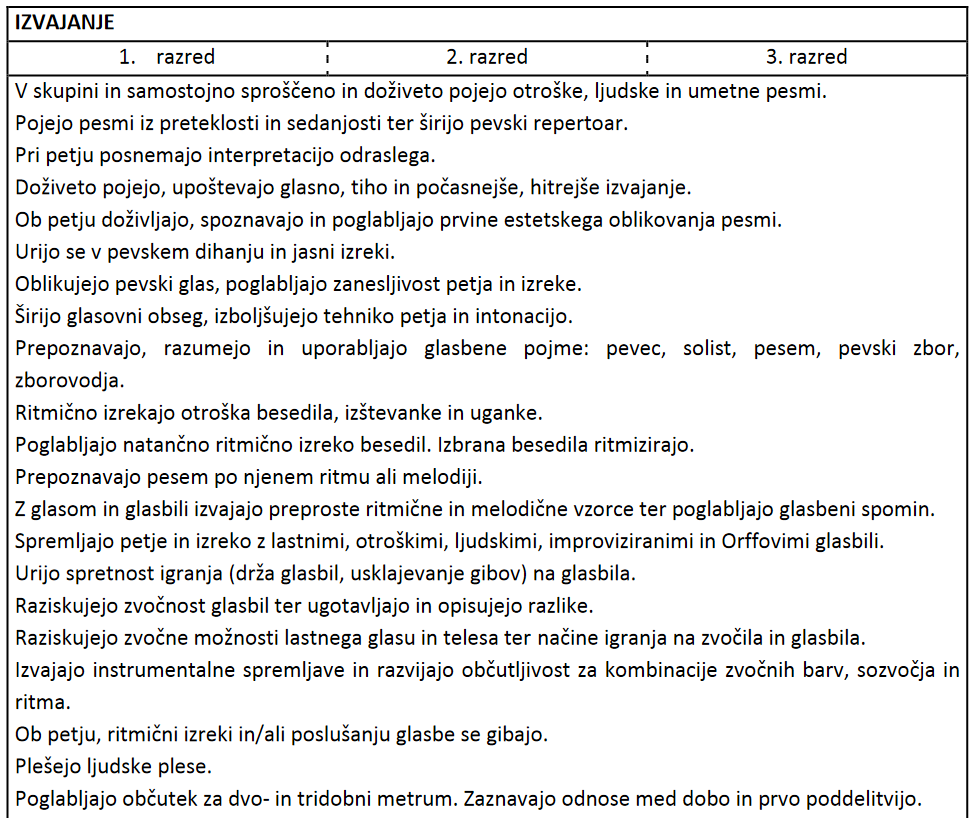 IZVAJANJE
1. razred 2. razred 3. razred
V skupini in samostojno sproščeno in doživeto pojejo otroške, ljudske in umetne pesmi.
Pojejo pesmi iz preteklosti in sedanjosti ter širijo pevski repertoar.
Pri petju posnemajo interpretacijo odraslega.
Doživeto pojejo, upoštevajo glasno, tiho in počasnejše, hitrejše izvajanje.
Ob petju doživljajo, spoznavajo in poglabljajo prvine estetskega oblikovanja pesmi.
Urijo se v pevskem dihanju in jasni izreki.
Oblikujejo pevski glas, poglabljajo zanesljivost petja in izreke.
Širijo glasovni obseg, izboljšujejo tehniko petja in intonacijo.
Prepoznavajo, razumejo in uporabljajo glasbene pojme: pevec, solist, pesem, pevski zbor,
zborovodja.
Ritmično izrekajo otroška besedila, izštevanke in uganke.
Poglabljajo natančno ritmično izreko besedil. Izbrana besedila ritmizirajo.
Prepoznavajo pesem po njenem ritmu ali melodiji.
Z glasom in glasbili izvajajo preproste ritmične in melodične vzorce ter poglabljajo glasbeni spomin.
Spremljajo petje in izreko z lastnimi, otroškimi, ljudskimi, improviziranimi in Orffovimi glasbili.
Urijo spretnost igranja (drža glasbil, usklajevanje gibov) na glasbila.
Raziskujejo zvočnost glasbil ter ugotavljajo in opisujejo razlike.
Raziskujejo zvočne možnosti lastnega glasu in telesa ter načine igranja na zvočila in glasbila.
Izvajajo instrumentalne spremljave in razvijajo občutljivost za kombinacije zvočnih barv, sozvočja in
ritma.
Ob petju, ritmični izreki in/ali poslušanju glasbe se gibajo.
Plešejo ljudske plese.
Poglabljajo občutek za dvo- in tridobni metrum. Zaznavajo odnose med dobo in prvo poddelitvijo.